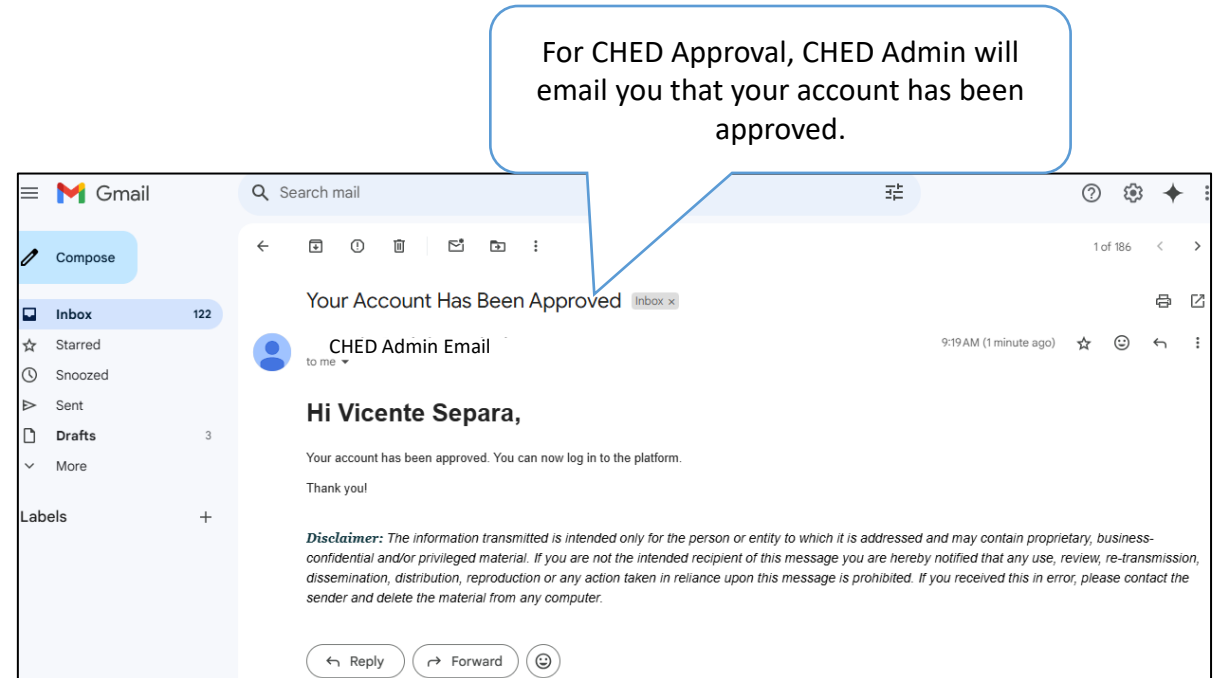 For CHED Approval, CHED Admin will
email you that your account has been
approved.
Gmail
Search mail
Compose
1 of 186
Inbox 122
Starred
Snoozed
Sent
Drafts 3
More
Labels
Your Account Has Been Approved Inbox x
CHED Admin Email
9:19 AM (1 minute ago)
to me
Hi Vicente Separa,
Your account has been approved. You can now log in to the platform.
Thank you!
Disclaimer: The information transmitted is intended only for the person or entity to which it is addressed and may contain proprietary, business-
confidential and/or privileged material. If you are not the intended recipient of this message you are hereby notified that any use, review, re-transmission,
dissemination, distribution, reproduction or any action taken in reliance upon this message is prohibited. If you received this in error, please contact the
sender and delete the material from any computer.
Reply
Forward